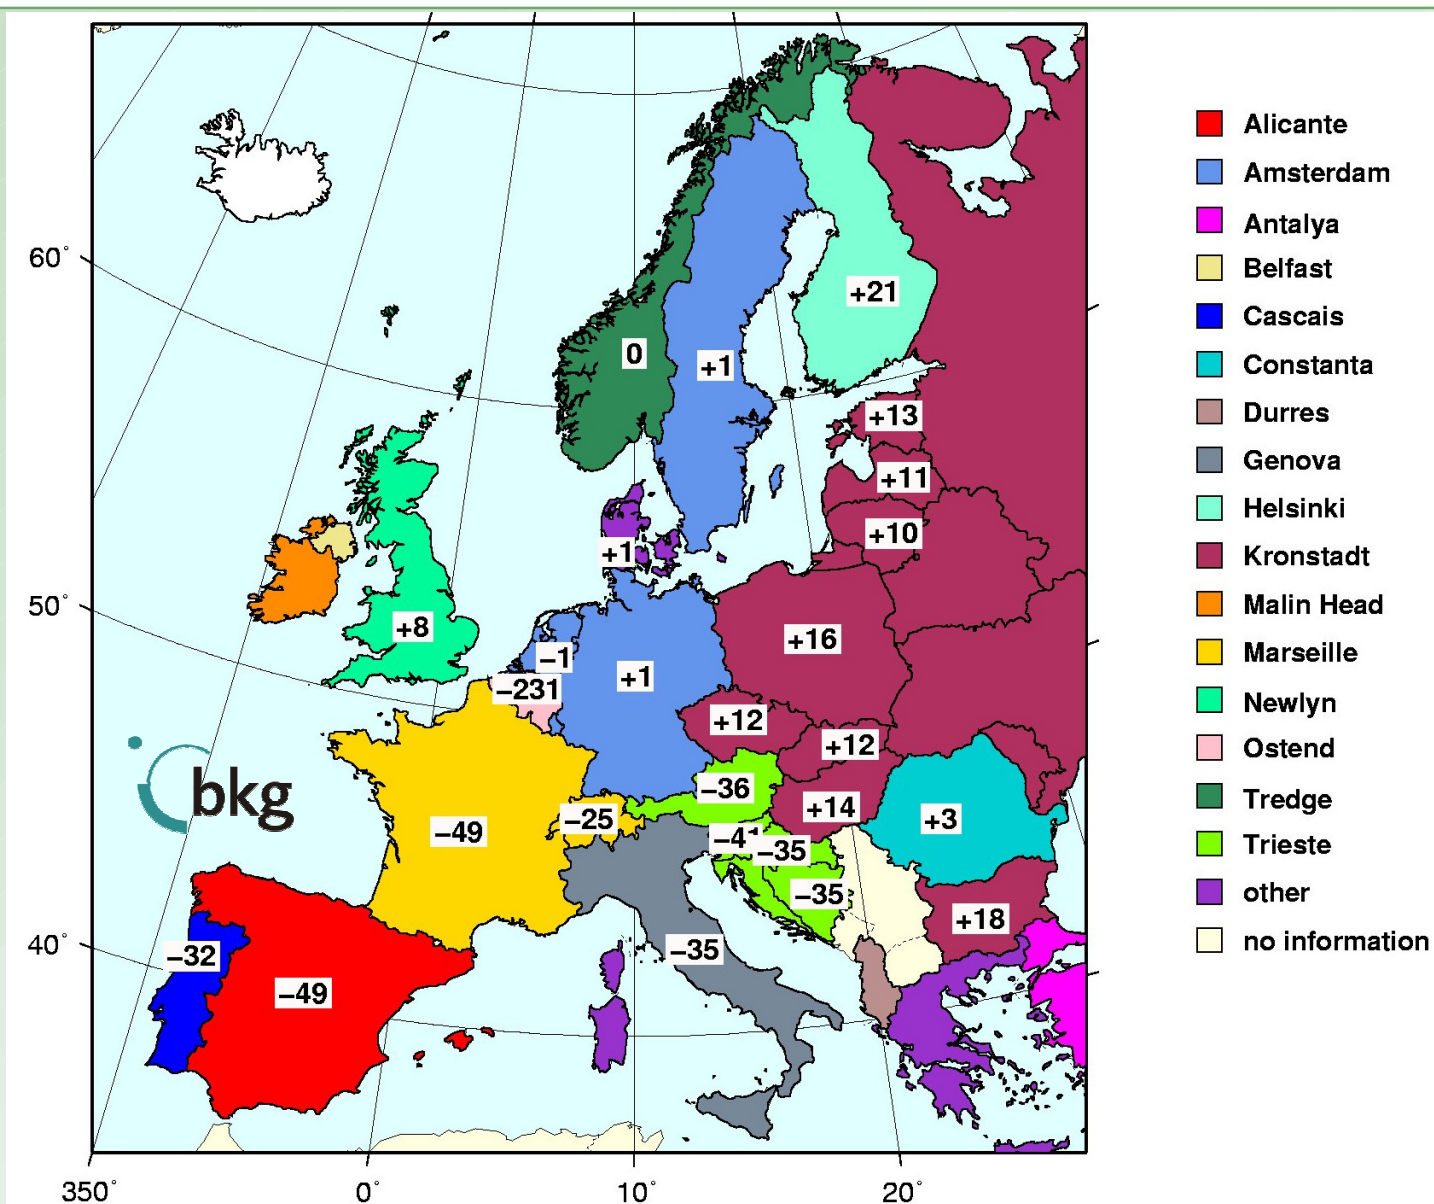 60°
50°
40°
350°
0°
10°
20°
0
+1
+21
+13
+11
+10
+1
+8
−1
−231
+1
+16
+12
+12
−36
+14
−25
−49
−35
−35
+3
+18
−35
−32
−49
bkg
Alicante
Amsterdam
Antalya
Belfast
Cascais
Constanta
Durres
Genova
Helsinki
Kronstadt
Malin Head
Marseille
Newlyn
Ostend
Tredge
Trieste
other
no information